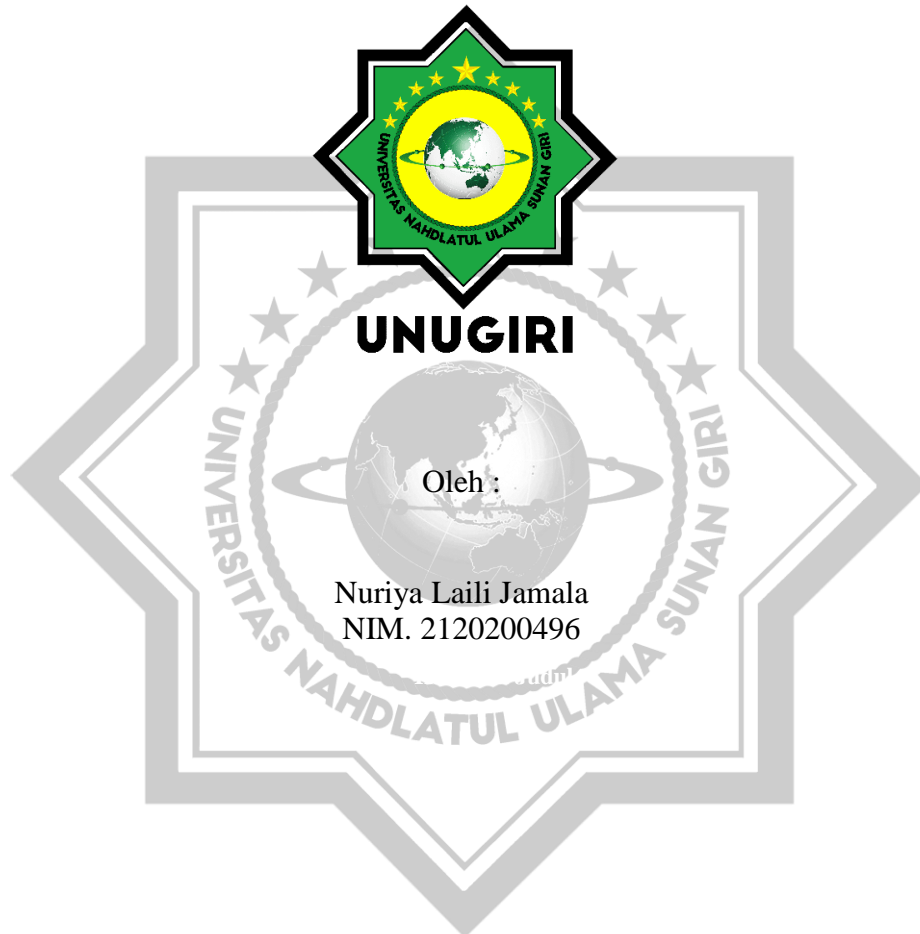 UNIVERSITAS NAHDLATUL ULAMA SUNAN GIRI
UNUGIRI
Oleh :
Nuriya Laili Jamala
NIM. 2120200496
UNIVERSITAS NAHDLATUL ULAMA SUNAN GIRI